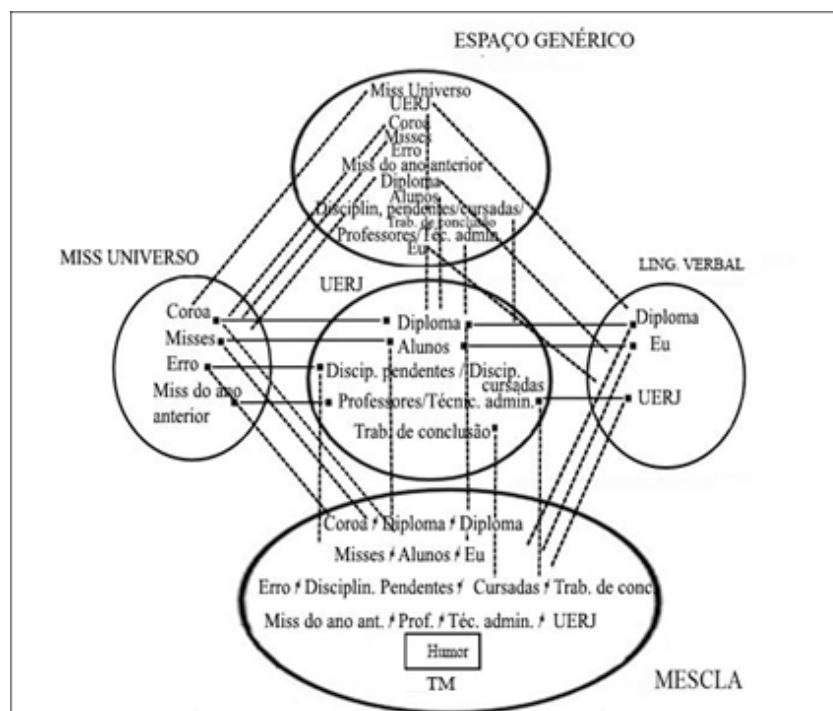 ESPAÇO GENÉRICO
Miss Universo
UERJ
Coroa
Misses
Erro
Miss do ano anterior
Diploma
Alunos
Disciplin, pendentes/cursadas/
Trab. de conclusão
Professores/Téc. admin.
Eu
MISS UNIVERSO
Coroa
Misses
Erro
Miss do ano
anterior
UERJ
Diploma
Alunos
Discip. pendentes / Discip.
cursadas
Professores/Técnic. admin.
Trab. de conclusão
LING. VERBAL
Diploma
Eu
UERJ
Coroa / Diploma / Diploma
Misses / Alunos / Eu
Erro / Disciplin. Pendentes / Cursadas / Trab. de conc.
Miss do ano ant. / Prof. / Téc. admin. / UERJ
Humor
TM
MESCLA